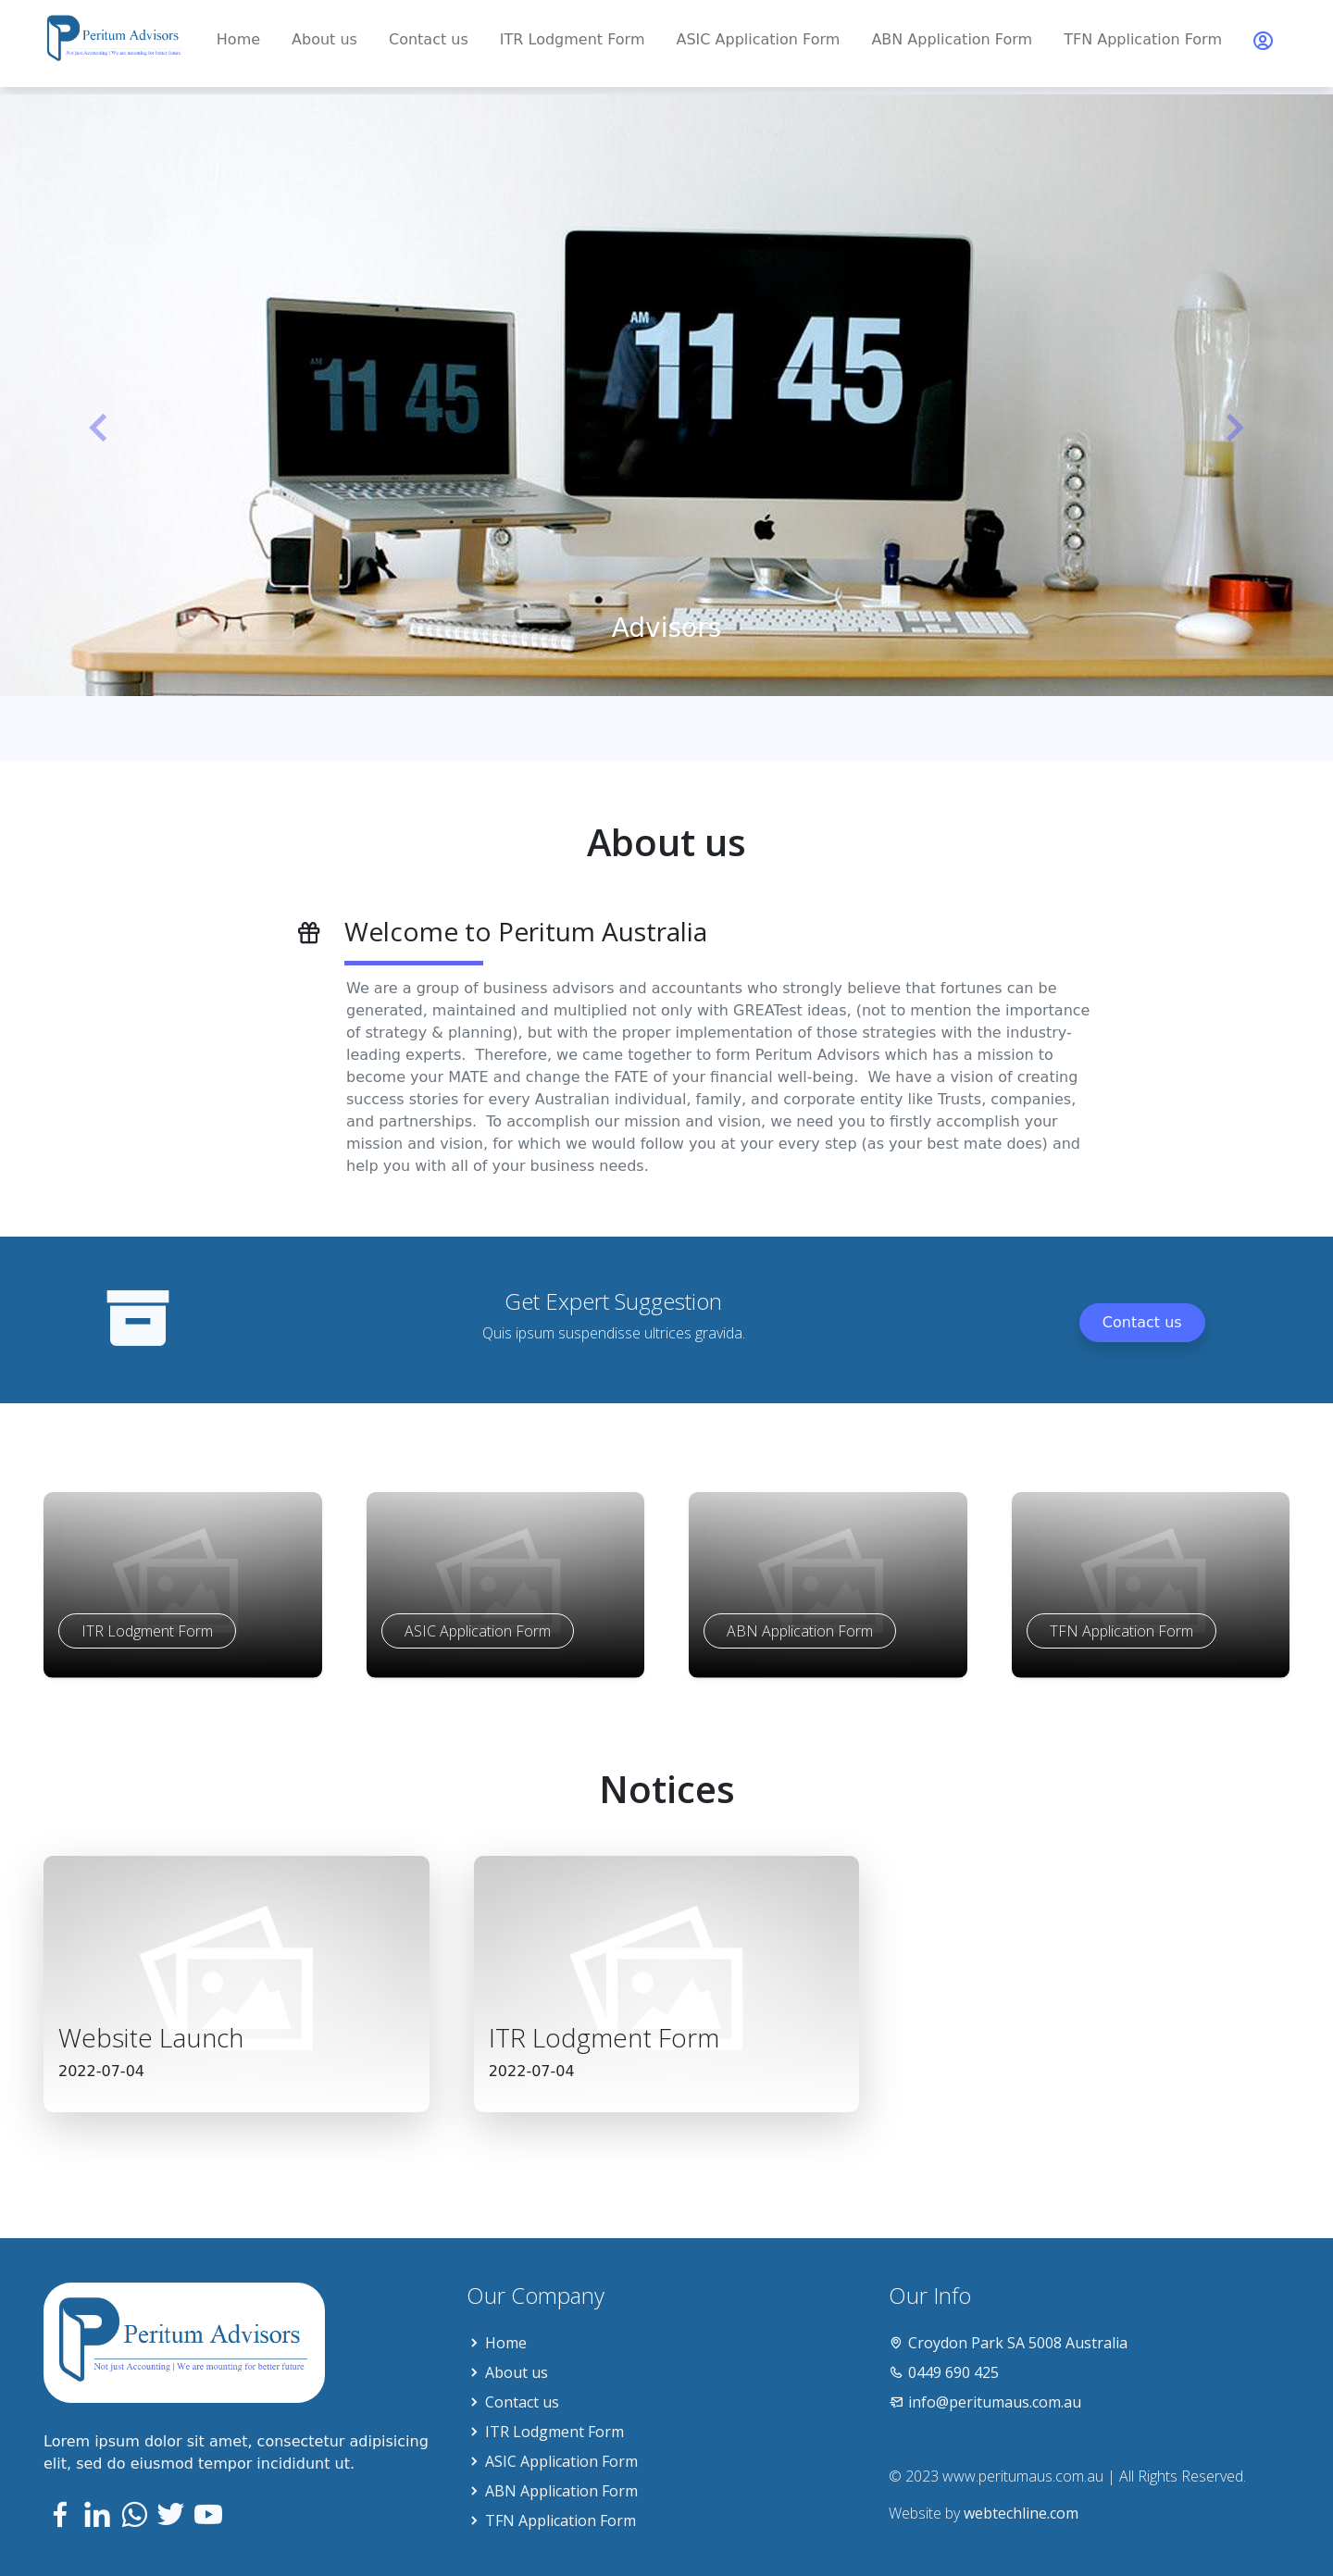 Peritum Advisors
Not just Accounting | We are mounting for better future
Home
About us
Contact us
ITR Lodgment Form
ASIC Application Form
ABN Application Form
TFN Application Form
AM
11 45
AM
11 45
Advisors
About us
Welcome to Peritum Australia
We are a group of business advisors and accountants who strongly believe that fortunes can be
generated, maintained and multiplied not only with GREATest ideas, (not to mention the importance
of strategy & planning), but with the proper implementation of those strategies with the industry-
leading experts.  Therefore, we came together to form Peritum Advisors which has a mission to
become your MATE and change the FATE of your financial well-being.  We have a vision of creating
success stories for every Australian individual, family, and corporate entity like Trusts, companies,
and partnerships.  To accomplish our mission and vision, we need you to firstly accomplish your
mission and vision, for which we would follow you at your every step (as your best mate does) and
help you with all of your business needs.
Get Expert Suggestion
Quis ipsum suspendisse ultrices gravida.
Contact us
ITR Lodgment Form
ASIC Application Form
ABN Application Form
TFN Application Form
Notices
Website Launch
2022-07-04
ITR Lodgment Form
2022-07-04
Peritum Advisors
Not just Accounting | We are mounting for better future
Lorem ipsum dolor sit amet, consectetur adipisicing
elit, sed do eiusmod tempor incididunt ut.
Our Company
Home
About us
Contact us
ITR Lodgment Form
ASIC Application Form
ABN Application Form
TFN Application Form
Our Info
Croydon Park SA 5008 Australia
0449 690 425
info@peritumaus.com.au
© 2023 www.peritumaus.com.au | All Rights Reserved.
Website by webtechline.com